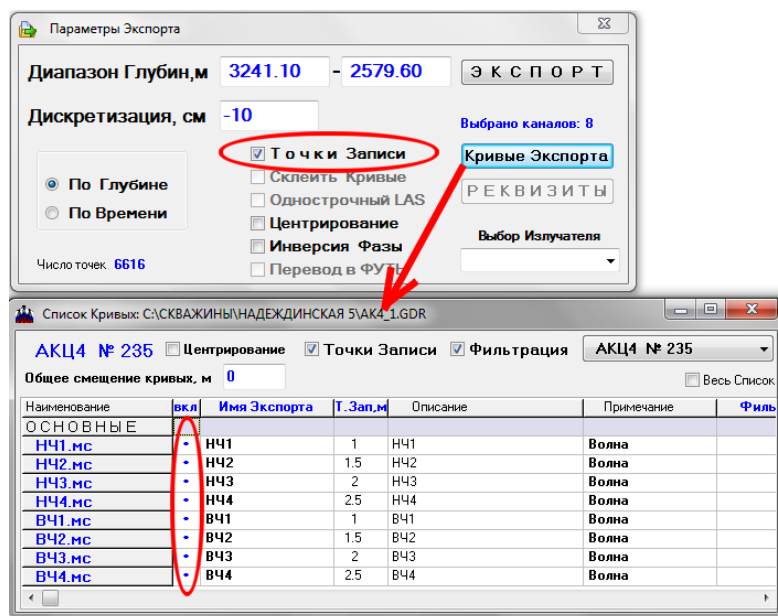 Параметры Экспорта
Диапазон Глубин,м 3241.10 - 2579.60 ЭКСПОРТ
Дискретизация, см -10
Выбрано каналов: 8
Точки Записи Кривые Экспорта
Склеить Кривые
По Глубине Однострочный LAS РЕКВИЗИТЫ
По Времени Центрирование
Инверсия Фазы Выбор Излучателя
Число точек 6616 Перевод в ФУТЫ
Список Кривых: C:\СКВАЖИНЫ\НАДЕЖДИНСКАЯ 5\АК4_1.GDR
АКЦ4 № 235 Центрирование Точки Записи Фильтрация АКЦ4 № 235
Общее смещение кривых, м 0 Весь Список
Наименование вкл Имя Экспорта Т.Зап,м Описание Примечание Филь
ОСНОВНЫЕ
НЧ1.мс • НЧ1 1 НЧ1 Волна
НЧ2.мс • НЧ2 1.5 НЧ2 Волна
НЧ3.мс • НЧ3 2 НЧ3 Волна
НЧ4.мс • НЧ4 2.5 НЧ4 Волна
ВЧ1.мс • ВЧ1 1 ВЧ1 Волна
ВЧ2.мс • ВЧ2 1.5 ВЧ2 Волна
ВЧ3.мс • ВЧ3 2 ВЧ3 Волна
ВЧ4.мс • ВЧ4 2.5 ВЧ4 Волна